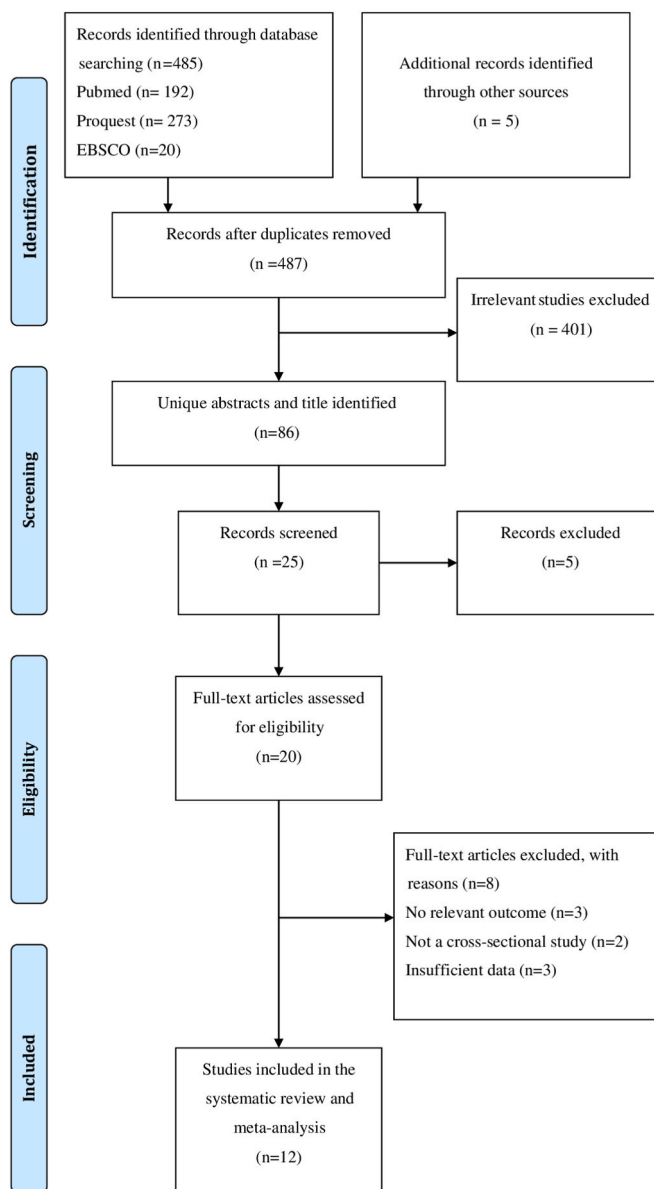 Records identified through database
searching (n=485)
Pubmed (n= 192)
Proquest (n= 273)
EBSCO (n=20)
Additional records identified
through other sources
(n = 5)
Identification
Records after duplicates removed
(n =487)
Irrelevant studies excluded
(n = 401)
Screening
Unique abstracts and title identified
(n=86)
Records screened
(n =25)
Records excluded
(n=5)
Eligibility
Full-text articles assessed
for eligibility
(n=20)
Full-text articles excluded, with
reasons (n=8)
No relevant outcome (n=3)
Not a cross-sectional study (n=2)
Insufficient data (n=3)
Included
Studies included in the
systematic review and
meta-analysis
(n=12)